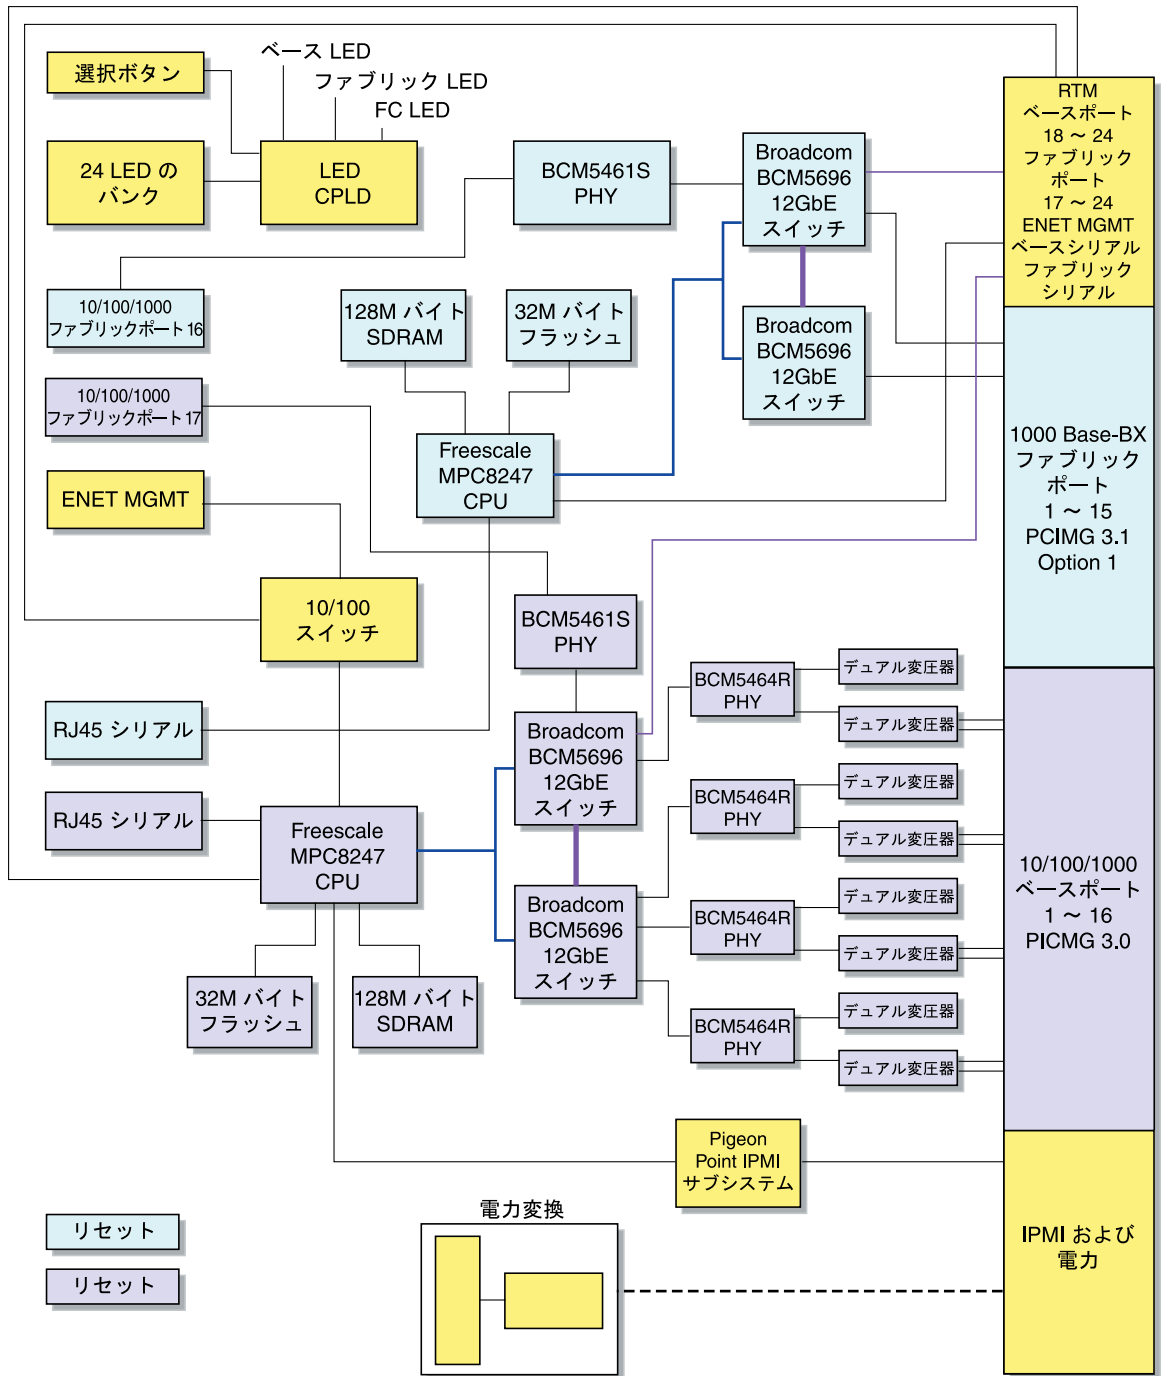 ベース LED
ファブリック LED
FC LED
選択ボタン
24 LED の
バンク
LED
CPLD
BCM5461S
PHY
Broadcom
BCM5696
12GbE
スイッチ
RTM
ベースポート
18 ～ 24
ファブリック
ポート
17 ～ 24
ENET MGMT
ベースシリアル
ファブリック
シリアル
10/100/1000
ファブリックポート 16
128M バイト
SDRAM
32M バイト
フラッシュ
Broadcom
BCM5696
12GbE
スイッチ
10/100/1000
ファブリックポート 17
Freescale
MPC8247
CPU
1000 Base-BX
ファブリック
ポート
1 ～ 15
PCIMG 3.1
Option 1
ENET MGMT
10/100
スイッチ
BCM5461S
PHY
BCM5464R
PHY
デュアル変圧器
デュアル変圧器
RJ45 シリアル
Broadcom
BCM5696
12GbE
スイッチ
BCM5464R
PHY
デュアル変圧器
デュアル変圧器
RJ45 シリアル
Freescale
MPC8247
CPU
Broadcom
BCM5696
12GbE
スイッチ
BCM5464R
PHY
デュアル変圧器
デュアル変圧器
10/100/1000
ベースポート
1 ～ 16
PICMG 3.0
32M バイト
フラッシュ
128M バイト
SDRAM
BCM5464R
PHY
デュアル変圧器
デュアル変圧器
Pigeon
Point IPMI
サブシステム
電力変換
リセット
リセット
IPMI および
電力